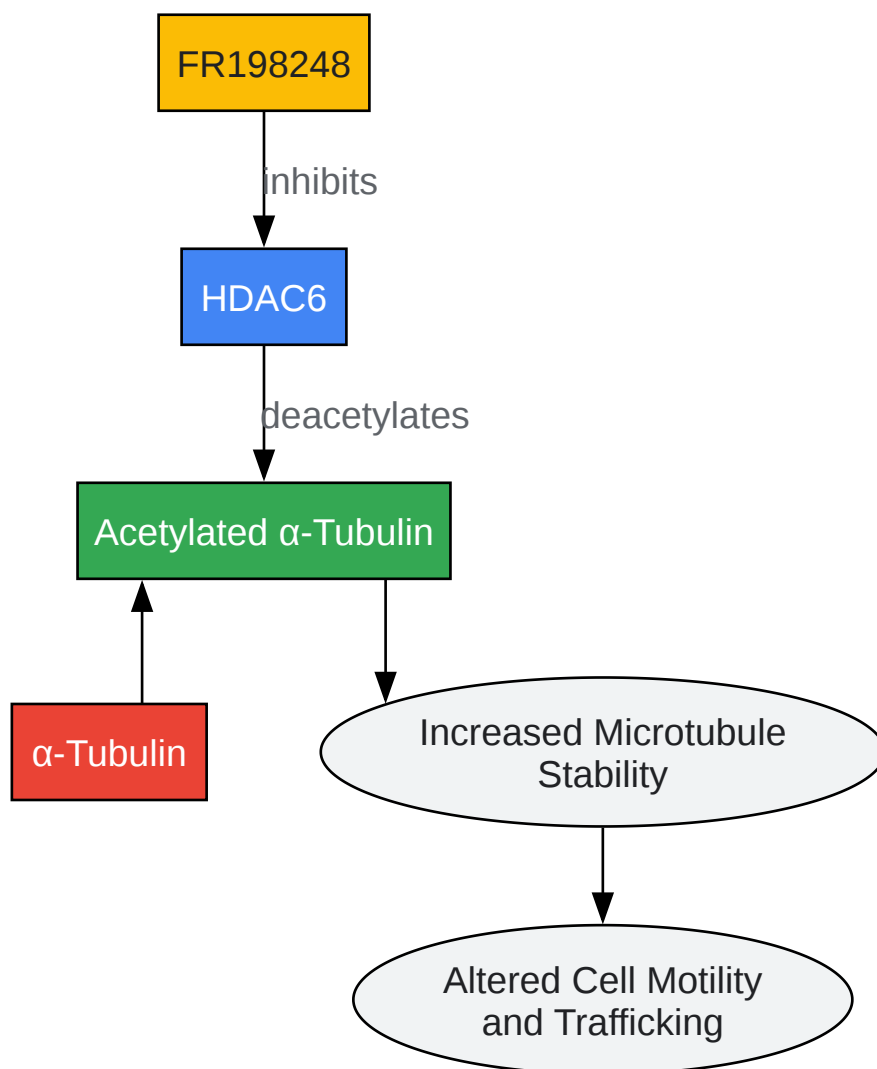 FR198248
inhibits
HDAC6
deacetylates
Acetylated α-Tubulin
α-Tubulin
Increased Microtubule
Stability
Altered Cell Motility
and Trafficking